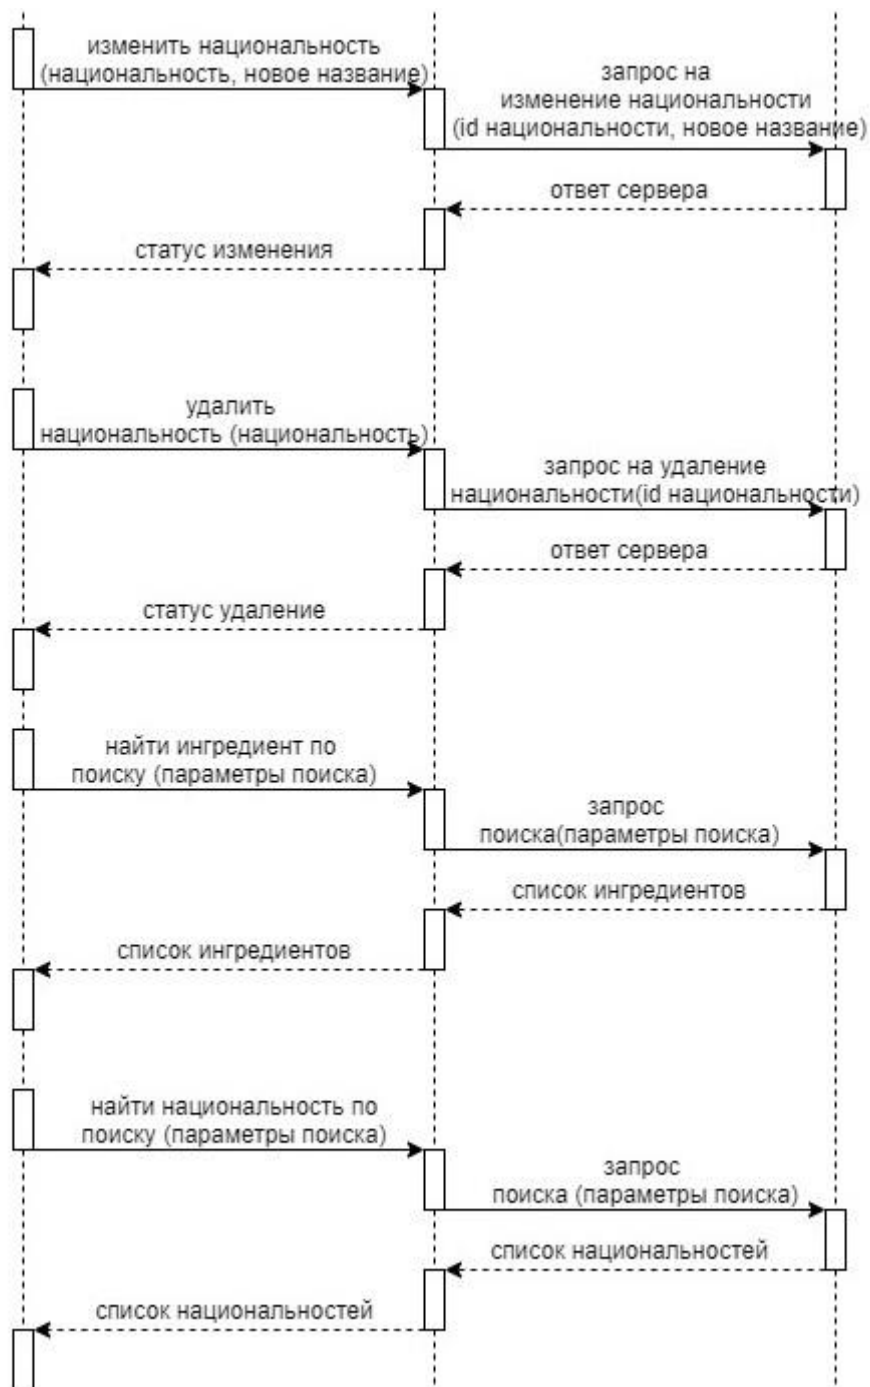 изменить национальность
(национальность, новое название)
запрос на
изменение национальности
(id национальности, новое название)
ответ сервера
статус изменения
удалить
национальность (национальность)
запрос на удаление
национальности(id национальности)
ответ сервера
статус удаление
найти ингредиент по
поиску (параметры поиска)
запрос
поиска(параметры поиска)
список ингредиентов
список ингредиентов
найти национальность по
поиску (параметры поиска)
запрос
поиска (параметры поиска)
список национальностей
список национальностей